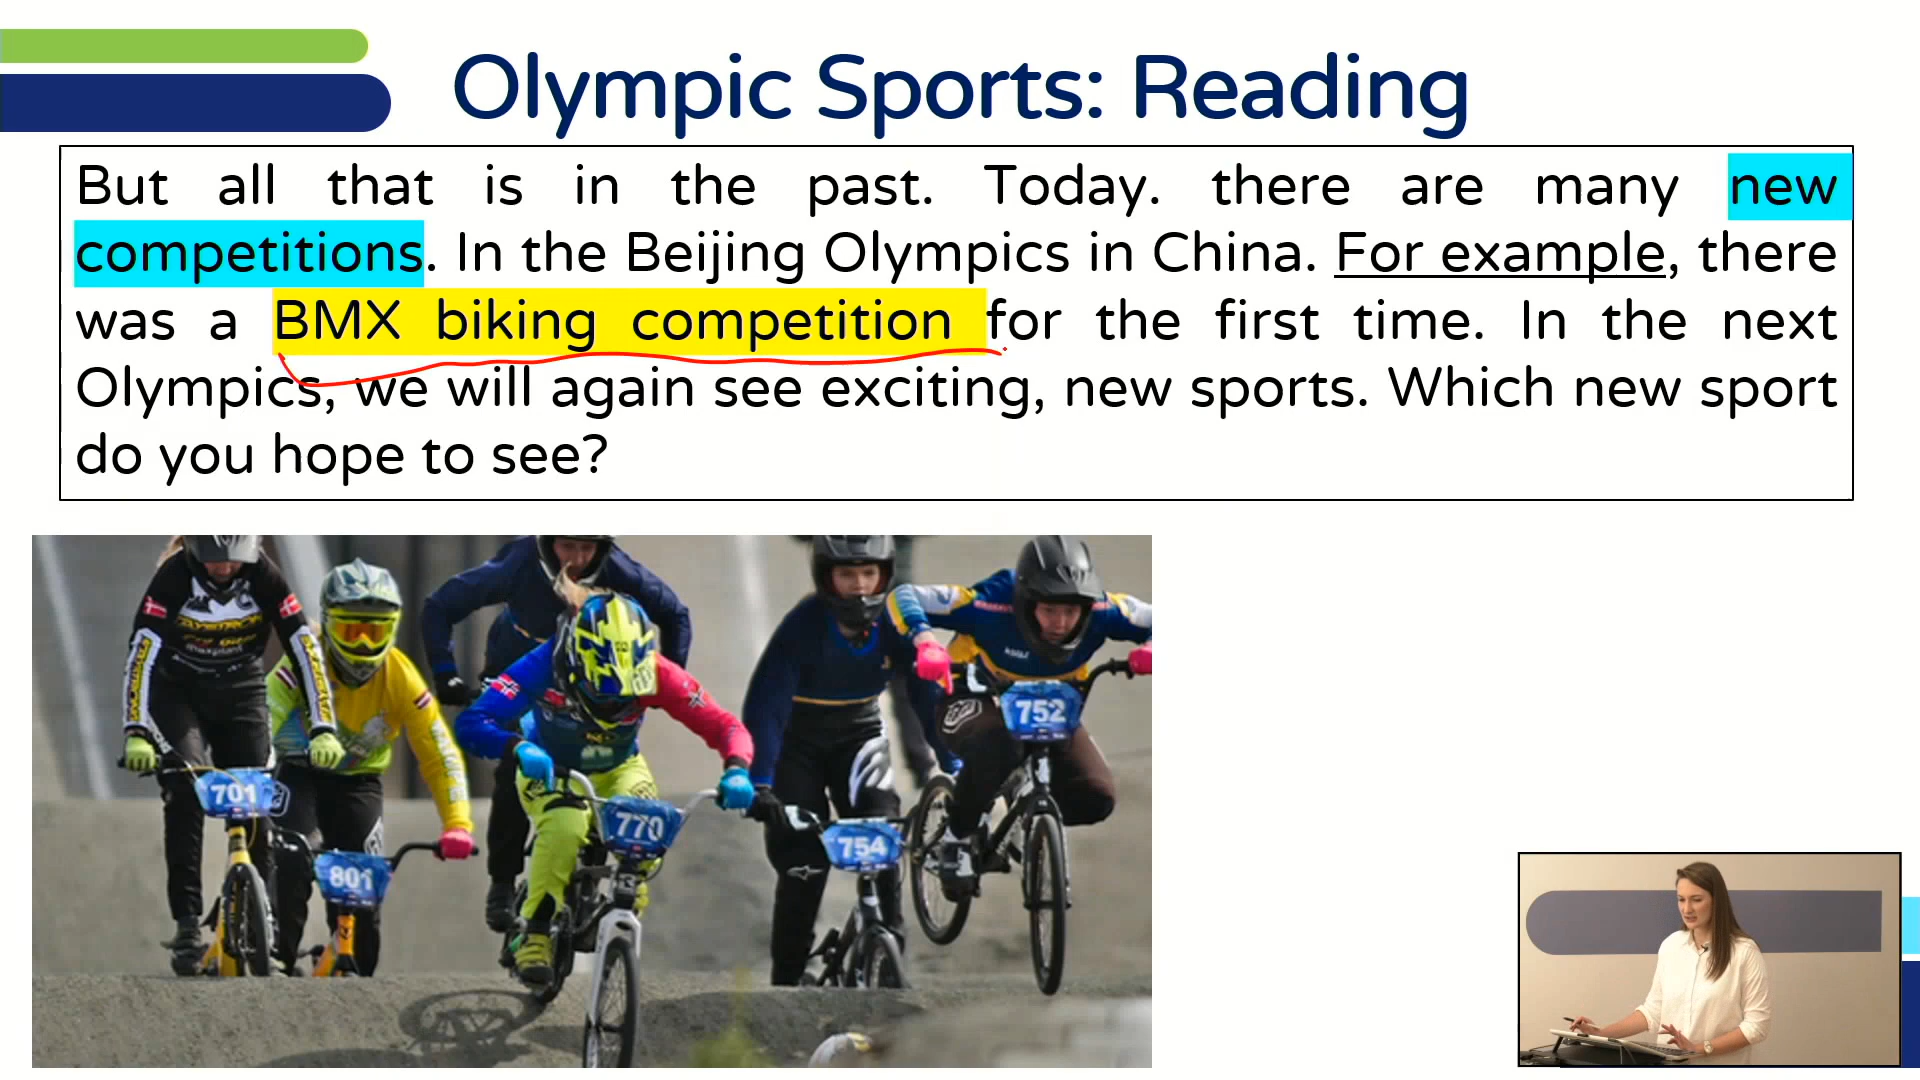 Olympic Sports: Reading
But all that is in the past. Today. there are many new
competitions. In the Beijing Olympics in China. For example, there
was a BMX biking competition for the first time. In the next
Olympics, we will again see exciting, new sports. Which new sport
do you hope to see?
752
701
770
754
801